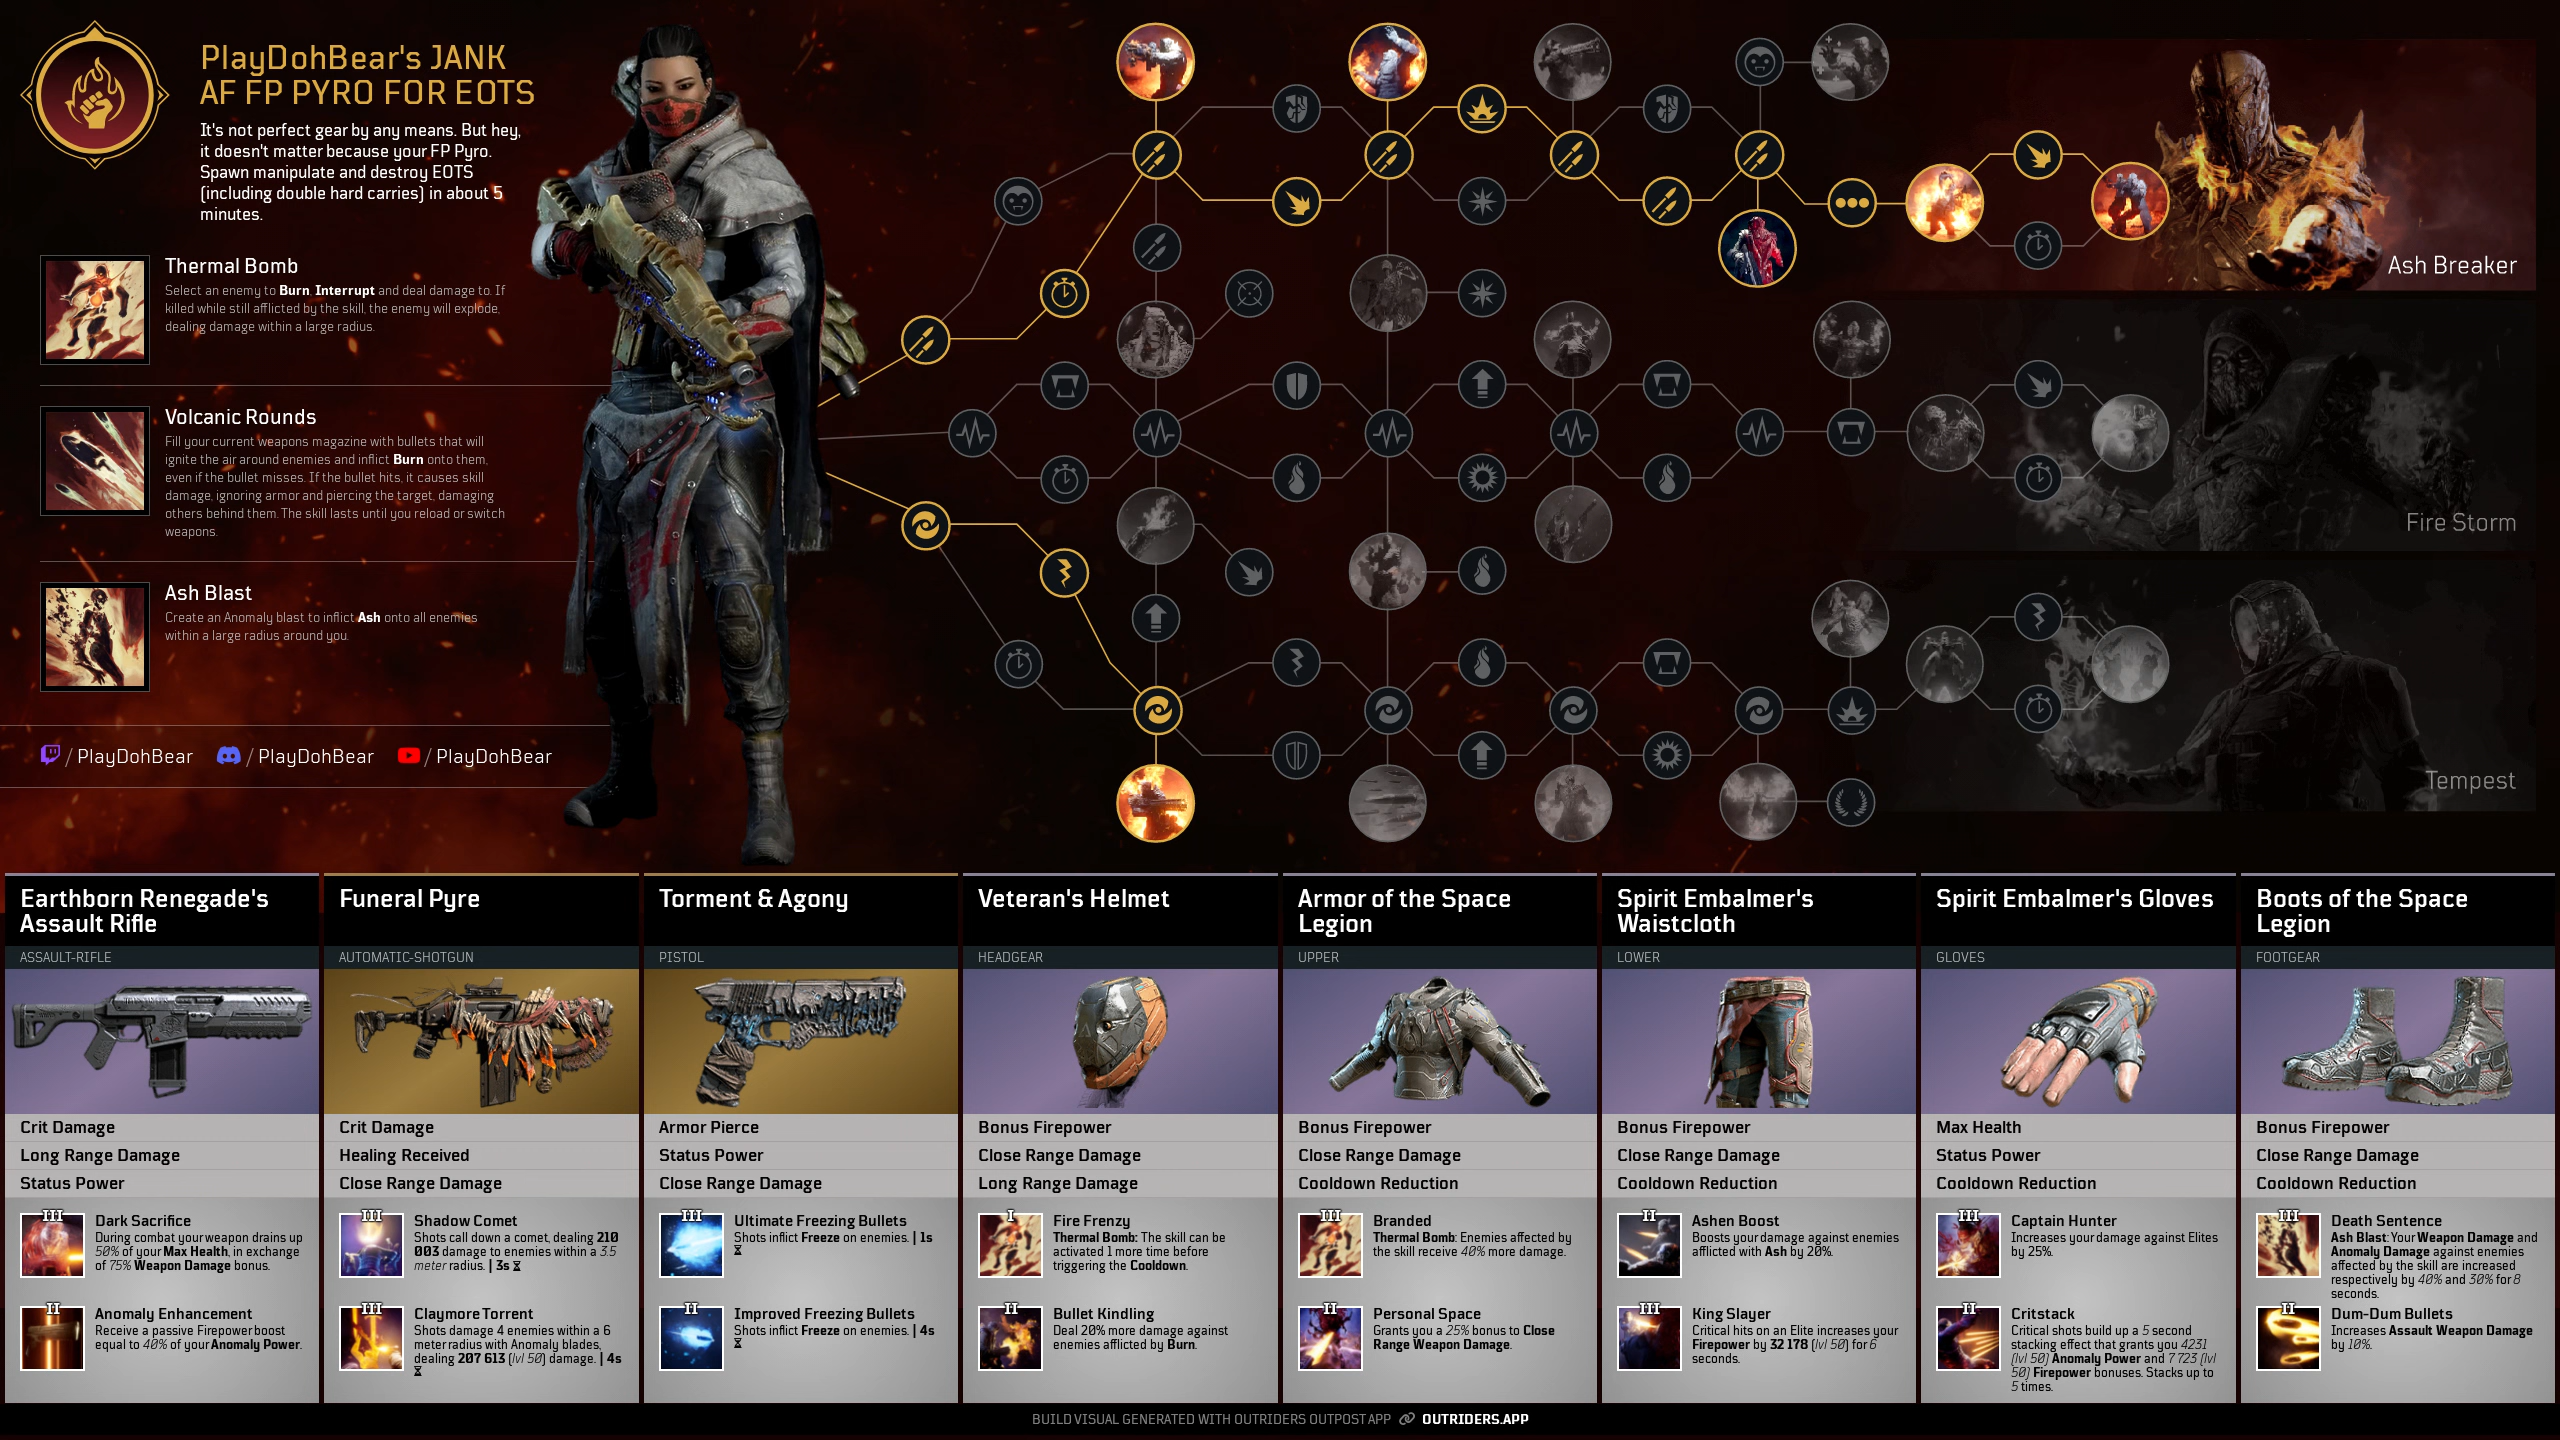 PlayDohBear's JANK
AF FP PYRO FOR EOTS
It's not perfect gear by any means. But hey,
it doesn't matter because your FP Pyro.
Spawn manipulate and destroy EOTS
(including double hard carries) in about 5
minutes.
Thermal Bomb
Select an enemy to Burn, Interrupt and deal damage to. If
killed while still afflicted by the skill, the enemy will explode,
dealing damage within a large radius.
Volcanic Rounds
Fill your current weapons magazine with bullets that will
ignite the air around enemies and inflict Burn onto them,
even if the bullet misses. If the bullet hits, it causes skill
damage, ignoring armor and piercing the target, damaging
others behind them. The skill lasts until you reload or switch
weapons.
Ash Blast
Create an Anomaly blast to inflict Ash onto all enemies
within a large radius around you.
/ PlayDohBear / PlayDohBear / PlayDohBear
Ash Breaker
Fire Storm
Tempest
Earthborn Renegade's
Assault Rifle
ASSAULT-RIFLE
Crit Damage
Long Range Damage
Status Power
III
Dark Sacrifice
During combat your weapon drains up
50% of your Max Health, in exchange
of 75% Weapon Damage bonus.
II
Anomaly Enhancement
Receive a passive Firepower boost
equal to 40% of your Anomaly Power.
Funeral Pyre
AUTOMATIC-SHOTGUN
Crit Damage
Healing Received
Close Range Damage
III
Shadow Comet
Shots call down a comet, dealing 210
003 damage to enemies within a 3.5
meter radius. | 3s
III
Claymore Torrent
Shots damage 4 enemies within a 6
meter radius with Anomaly blades,
dealing 207 613 (lvl 50) damage. | 4s
Torment & Agony
PISTOL
Armor Pierce
Status Power
Close Range Damage
III
Ultimate Freezing Bullets
Shots inflict Freeze on enemies. | 1s
II
Improved Freezing Bullets
Shots inflict Freeze on enemies. | 4s
Veteran's Helmet
HEADGEAR
Bonus Firepower
Close Range Damage
Long Range Damage
I
Fire Frenzy
Thermal Bomb: The skill can be
activated 1 more time before
triggering the Cooldown.
II
Bullet Kindling
Deal 20% more damage against
enemies afflicted by Burn.
Armor of the Space
Legion
UPPER
Bonus Firepower
Close Range Damage
Cooldown Reduction
III
Branded
Thermal Bomb: Enemies affected by
the skill receive 40% more damage.
II
Personal Space
Grants you a 25% bonus to Close
Range Weapon Damage.
Spirit Embalmer's
Waistcloth
LOWER
Bonus Firepower
Close Range Damage
Cooldown Reduction
II
Ashen Boost
Boosts your damage against enemies
afflicted with Ash by 20%.
III
King Slayer
Critical hits on an Elite increases your
Firepower by 32 178 (lvl 50) for 6
seconds.
Spirit Embalmer's Gloves
GLOVES
Max Health
Status Power
Cooldown Reduction
III
Captain Hunter
Increases your damage against Elites
by 25%.
II
Critstack
Critical shots build up a 5 second
stacking effect that grants you 4231
(lvl 50) Anomaly Power and 7 723 (lvl
50) Firepower bonuses. Stacks up to
5 times.
Boots of the Space
Legion
FOOTGEAR
Bonus Firepower
Close Range Damage
Cooldown Reduction
III
Death Sentence
Ash Blast: Your Weapon Damage and
Anomaly Damage against enemies
affected by the skill are increased
respectively by 40% and 30% for 8
seconds.
II
Dum-Dum Bullets
Increases Assault Weapon Damage
by 10%.
BUILD VISUAL GENERATED WITH OUTRIDERS OUTPOST APP OUTRIDERS.APP